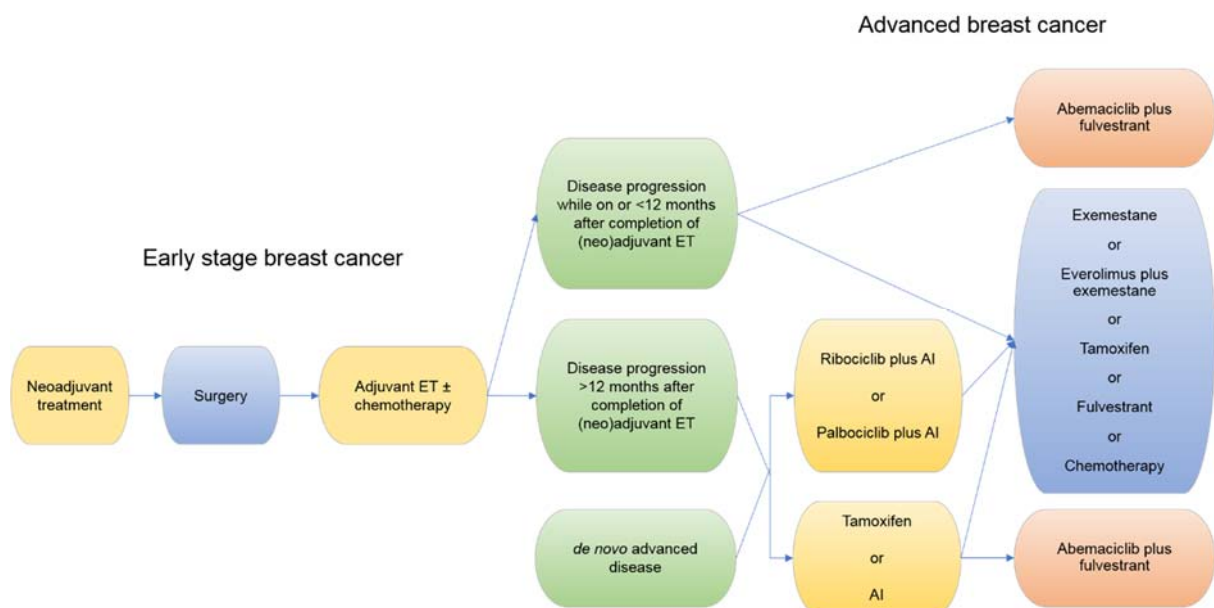 Advanced breast cancer
Early stage breast cancer
Neoadjuvant
treatment
Surgery
Adjuvant ET ±
chemotherapy
Disease progression
while on or <12 months
after completion of
(neo)adjuvant ET
Disease progression
>12 months after
completion of
(neo)adjuvant ET
de novo advanced
disease
Ribociclib plus AI
or
Palbociclib plus AI
Tamoxifen
or
AI
Abemaciclib plus
fulvestrant
Exemestane
or
Everolimus plus
exemestane
or
Tamoxifen
or
Fulvestrant
or
Chemotherapy
Abemaciclib plus
fulvestrant